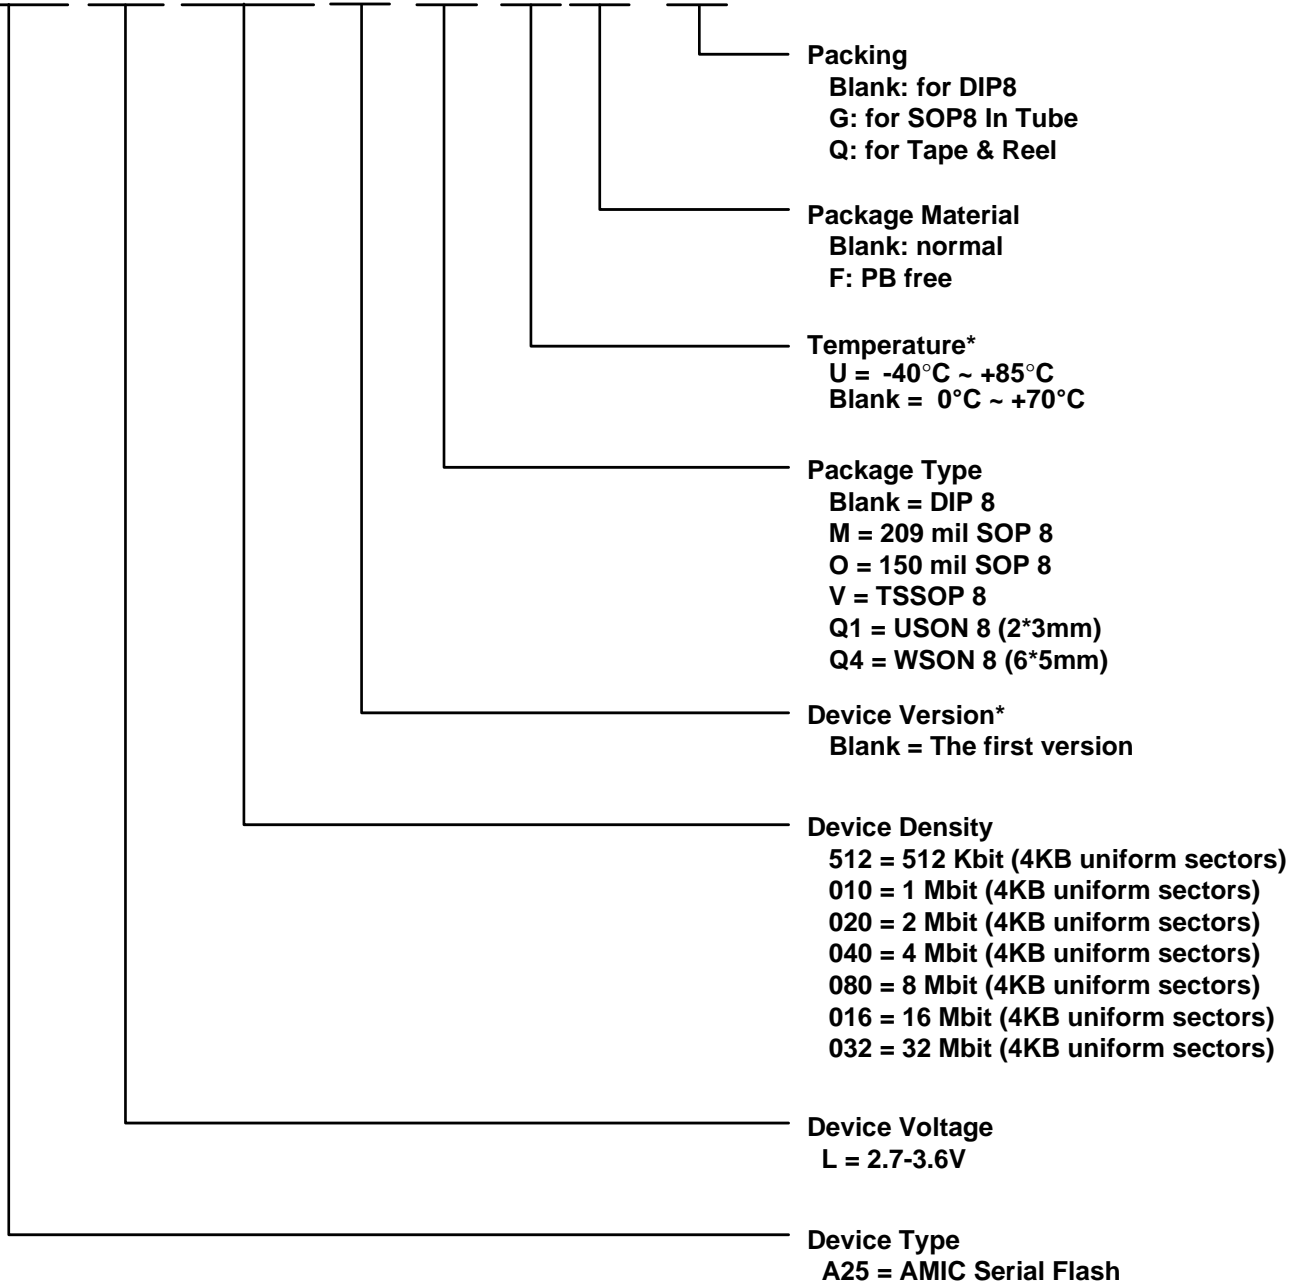 Packing
Blank: for DIP8
G: for SOP8 In Tube
Q: for Tape & Reel
Package Material
Blank: normal
F: PB free
Temperature*
U = -40°C ~ +85°C
Blank = 0°C ~ +70°C
Package Type
Blank = DIP 8
M = 209 mil SOP 8
O = 150 mil SOP 8
V = TSSOP 8
Q1 = USON 8 (2*3mm)
Q4 = WSON 8 (6*5mm)
Device Version*
Blank = The first version
Device Density
512 = 512 Kbit (4KB uniform sectors)
010 = 1 Mbit (4KB uniform sectors)
020 = 2 Mbit (4KB uniform sectors)
040 = 4 Mbit (4KB uniform sectors)
080 = 8 Mbit (4KB uniform sectors)
016 = 16 Mbit (4KB uniform sectors)
032 = 32 Mbit (4KB uniform sectors)
Device Voltage
L = 2.7-3.6V
Device Type
A25 = AMIC Serial Flash